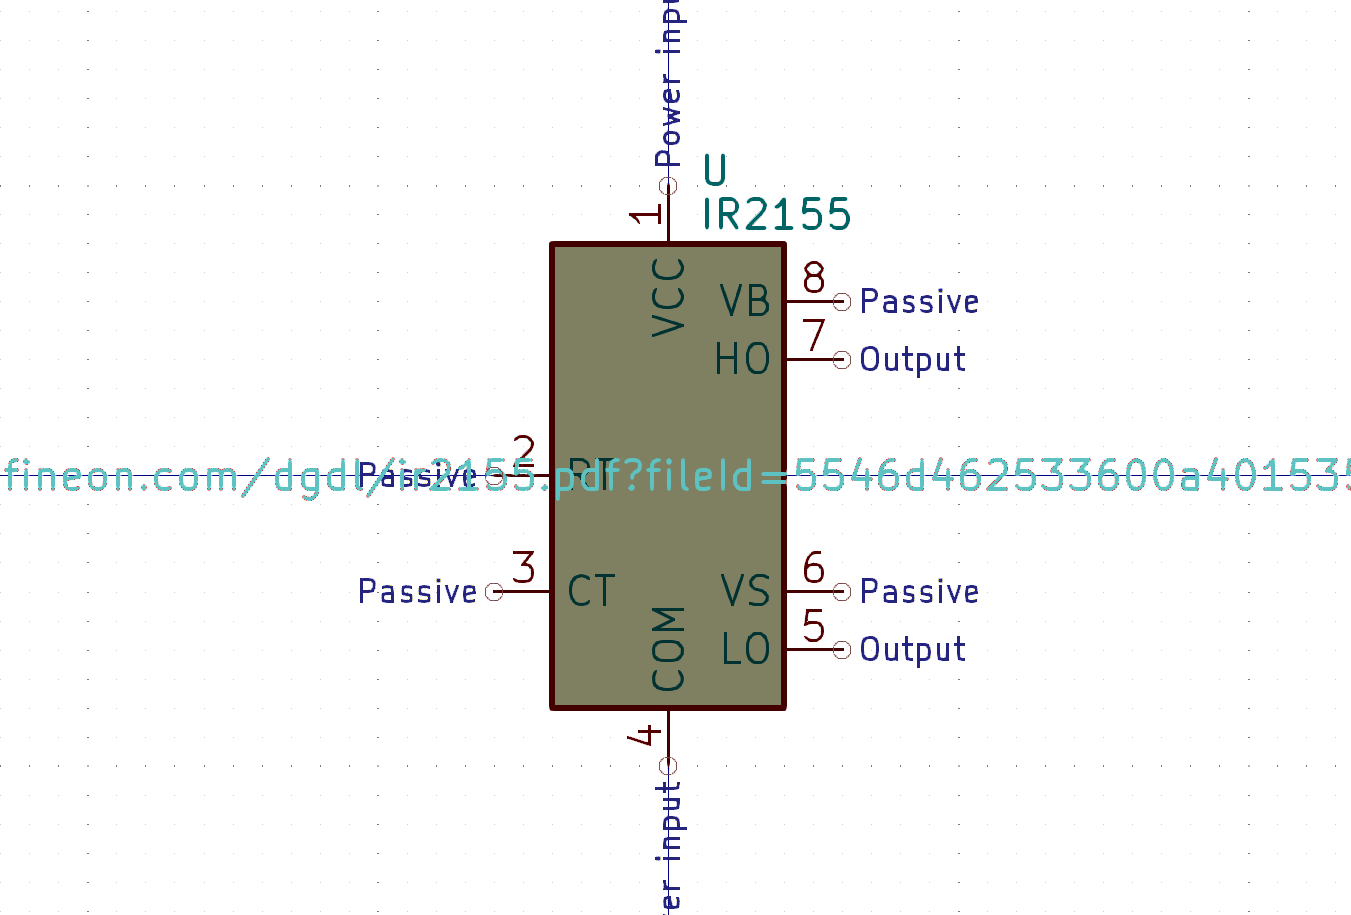 Power input
U
IR2155
1
VCC
VB
8
Passive
HO
7
Output
Passive
2
RT
fineon.com/dgdl/ir2155.pdf?fileId=5546d462533600a401535
Passive
3
CT
VS
6
Passive
LO
5
Output
COM
4
er input